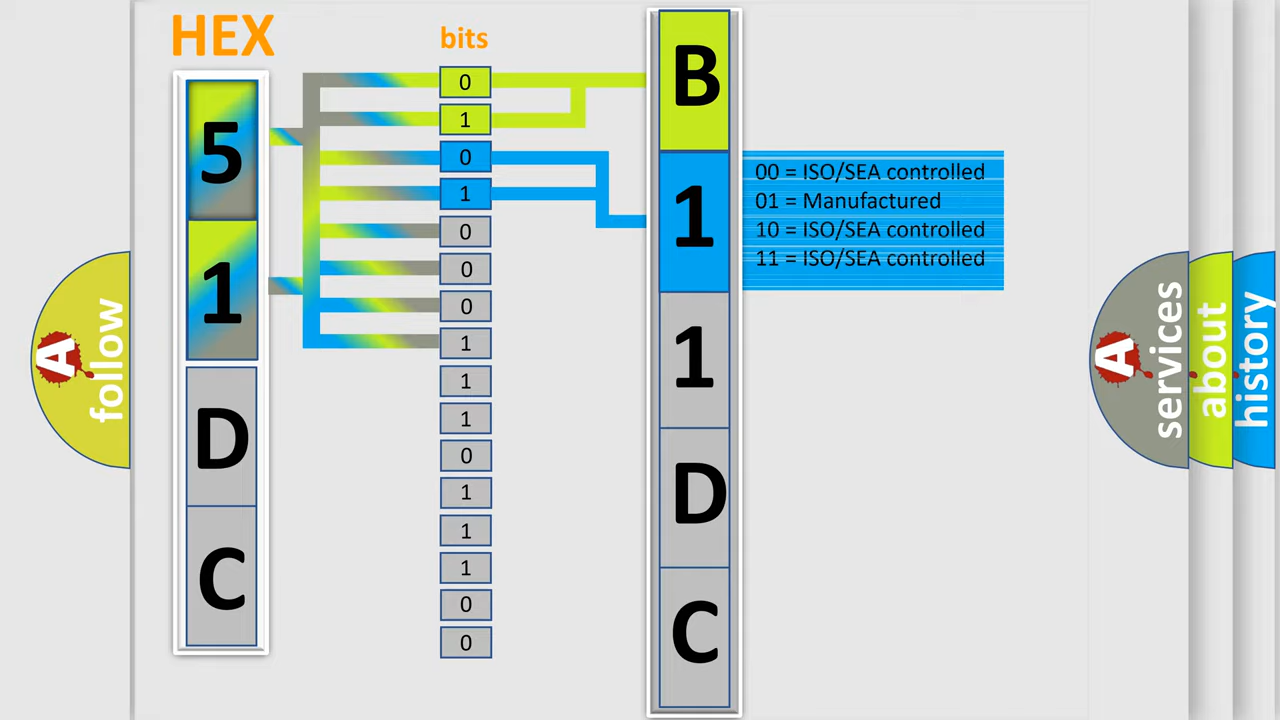 HEX
bits
5
1
D
C
0
1
0
1
0
0
0
1
1
1
0
1
1
1
0
0
B
1
1
D
C
00 = ISO/SEA controlled
01 = Manufactured
10 = ISO/SEA controlled
11 = ISO/SEA controlled
A follow
A services
about
history